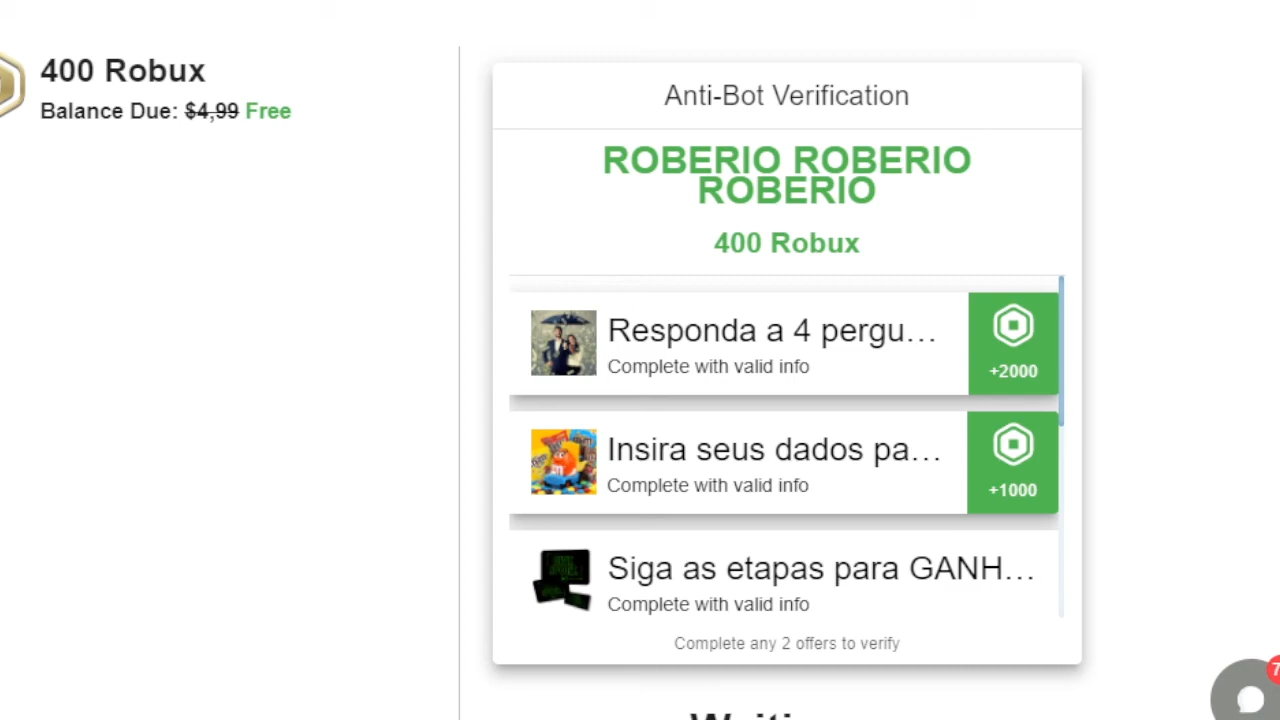 400 Robux
Balance Due: $4,99 Free
Anti-Bot Verification
ROBERIO ROBERIO
ROBERIO
400 Robux
Responda a 4 pergu...
Complete with valid info
+2000
Insira seus dados pa...
Complete with valid info
+1000
Siga as etapas para GANH...
Complete with valid info
Complete any 2 offers to verify
7